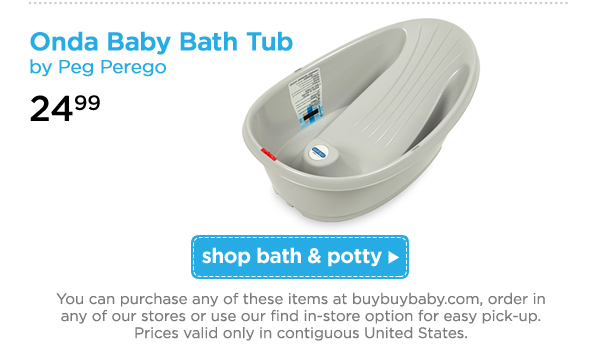 Onda Baby Bath Tub
by Peg Perego
24⁹⁹
shop bath & potty ▶
You can purchase any of these items at buybuybaby.com, order in
any of our stores or use our find in-store option for easy pick-up.
Prices valid only in contiguous United States.